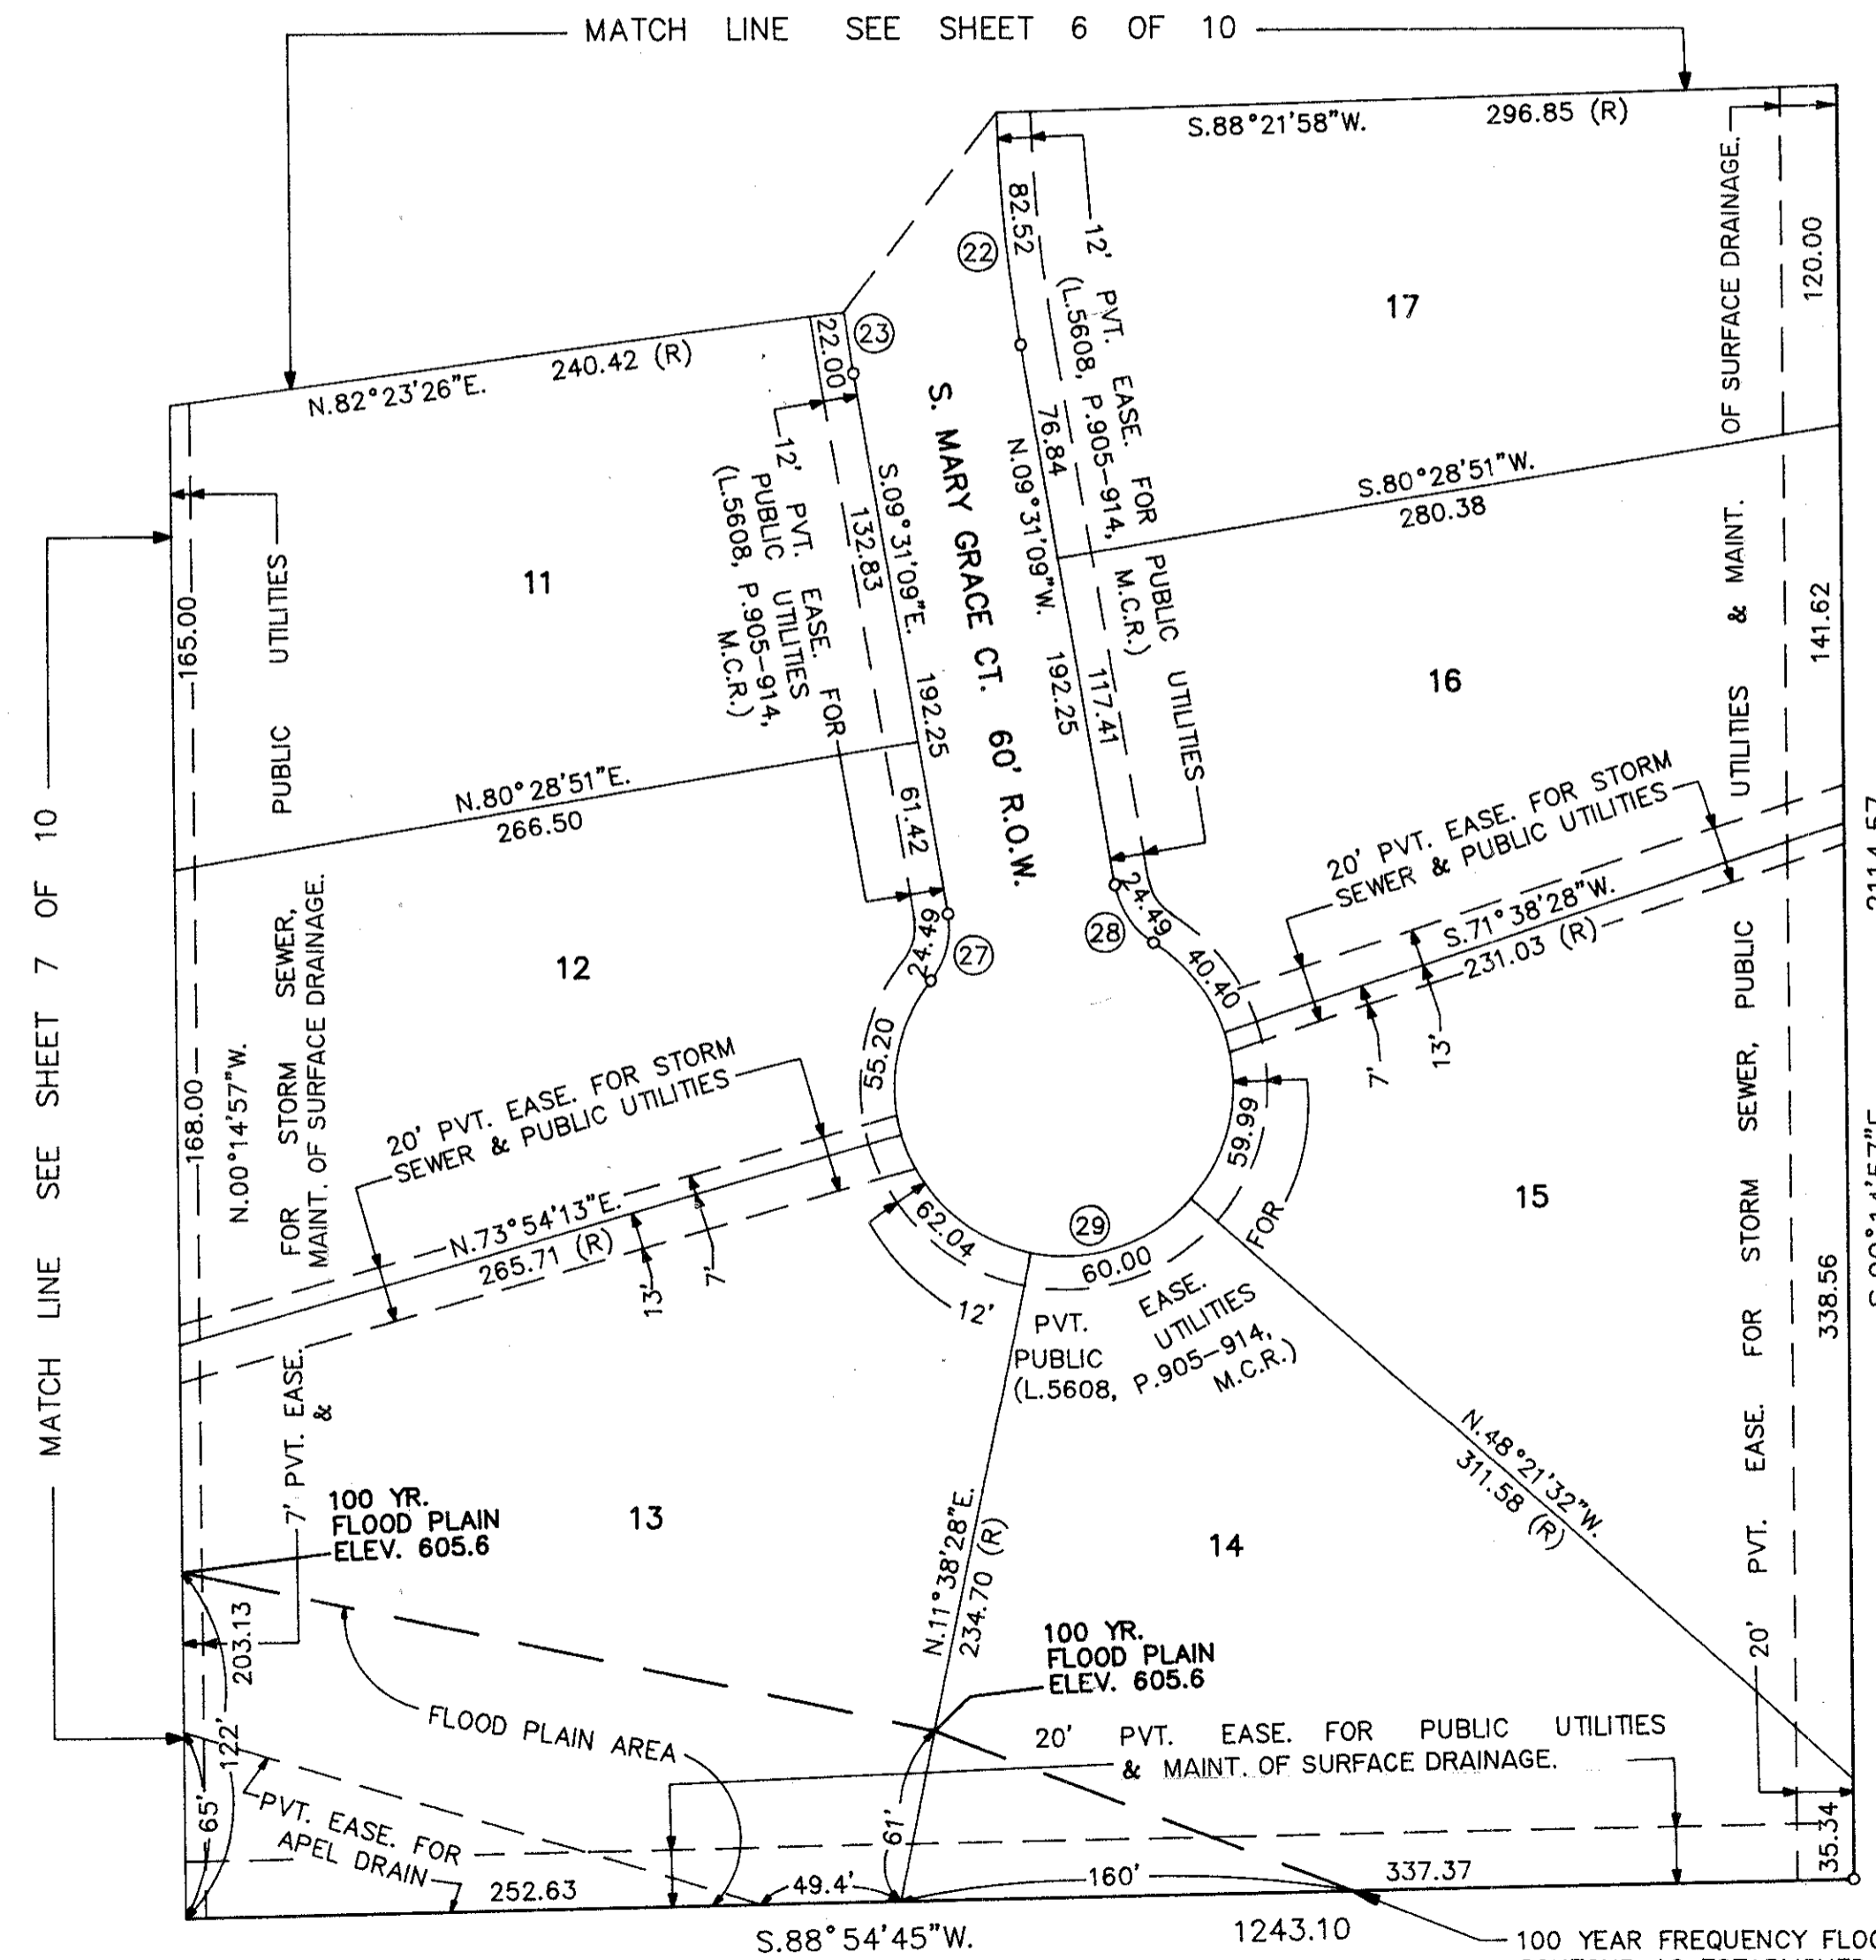 MATCH LINE SEE SHEET 6 OF 10
S.88°21'58"W.
296.85 (R)
OF SURFACE DRAINAGE.
120.00
82.52
22
12' PVT. EASE. FOR PUBLIC UTILITIES
(L.5608, P.905-914, M.C.R.)
17
23
22.00
240.42 (R)
N.82°23'26"E.
S. MARY GRACE CT. 60' R.O.W.
76.84
N.09°31'09"W. 192.25
S.80°28'51"W.
280.38
12' PVT. EASE. FOR
PUBLIC UTILITIES
(L.5608, P.905-914,
M.C.R.)
S.09°31'09"E. 192.25
132.83
11
165.00
PUBLIC UTILITIES
MATCH LINE SEE SHEET 7 OF 10
117.41
16
141.62
UTILITIES & MAINT.
N.80°28'51"E.
266.50
61.42
20' PVT. EASE. FOR STORM
SEWER & PUBLIC UTILITIES
24.49
28
24.49
27
S.71°38'28"W.
231.03 (R)
40.40
12
FOR STORM SEWER,
MAINT. OF SURFACE DRAINAGE.
N.00°14'57"W.
168.00
55.20
7'
13'
20' PVT. EASE. FOR STORM
SEWER & PUBLIC UTILITIES
59.99
FOR
15
20' PVT. EASE. FOR STORM SEWER, PUBLIC
338.56
N.73°54'13"E.
265.71 (R)
13'
7'
62.04
29
60.00
12'
PVT. EASE.
PUBLIC UTILITIES
(L.5608, P.905-914,
M.C.R.)
7' PVT. EASE.
&
100 YR.
FLOOD PLAIN
ELEV. 605.6
13
N.48°21'32"W.
311.58 (R)
N.11°38'28"E.
234.70 (R)
14
203.13
100 YR.
FLOOD PLAIN
ELEV. 605.6
FLOOD PLAIN AREA
20' PVT. EASE. FOR PUBLIC UTILITIES
& MAINT. OF SURFACE DRAINAGE.
122'
65'
PVT. EASE. FOR
APEL DRAIN
61'
35.34
252.63
49.4'
160'
337.37
S.88°54'45"W.
1243.10
100 YEAR FREQUENCY